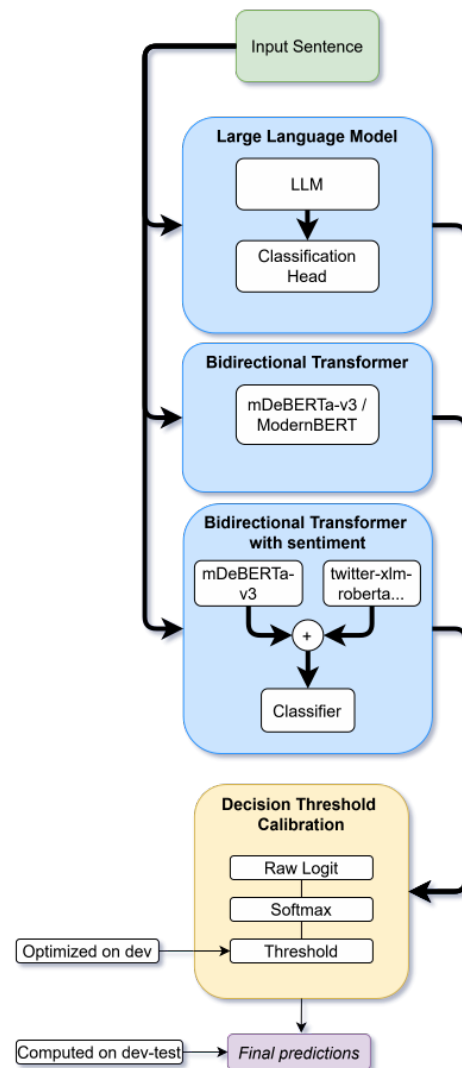 Input Sentence
Large Language Model
LLM
Classification
Head
Bidirectional Transformer
mDeBERTa-v3 /
ModernBERT
Bidirectional Transformer
with sentiment
mDeBERTa-
v3
twitter-xlm-
roberta...
+
Classifier
Decision Threshold
Calibration
Raw Logit
Softmax
Optimized on dev
Threshold
Computed on dev-test
Final predictions